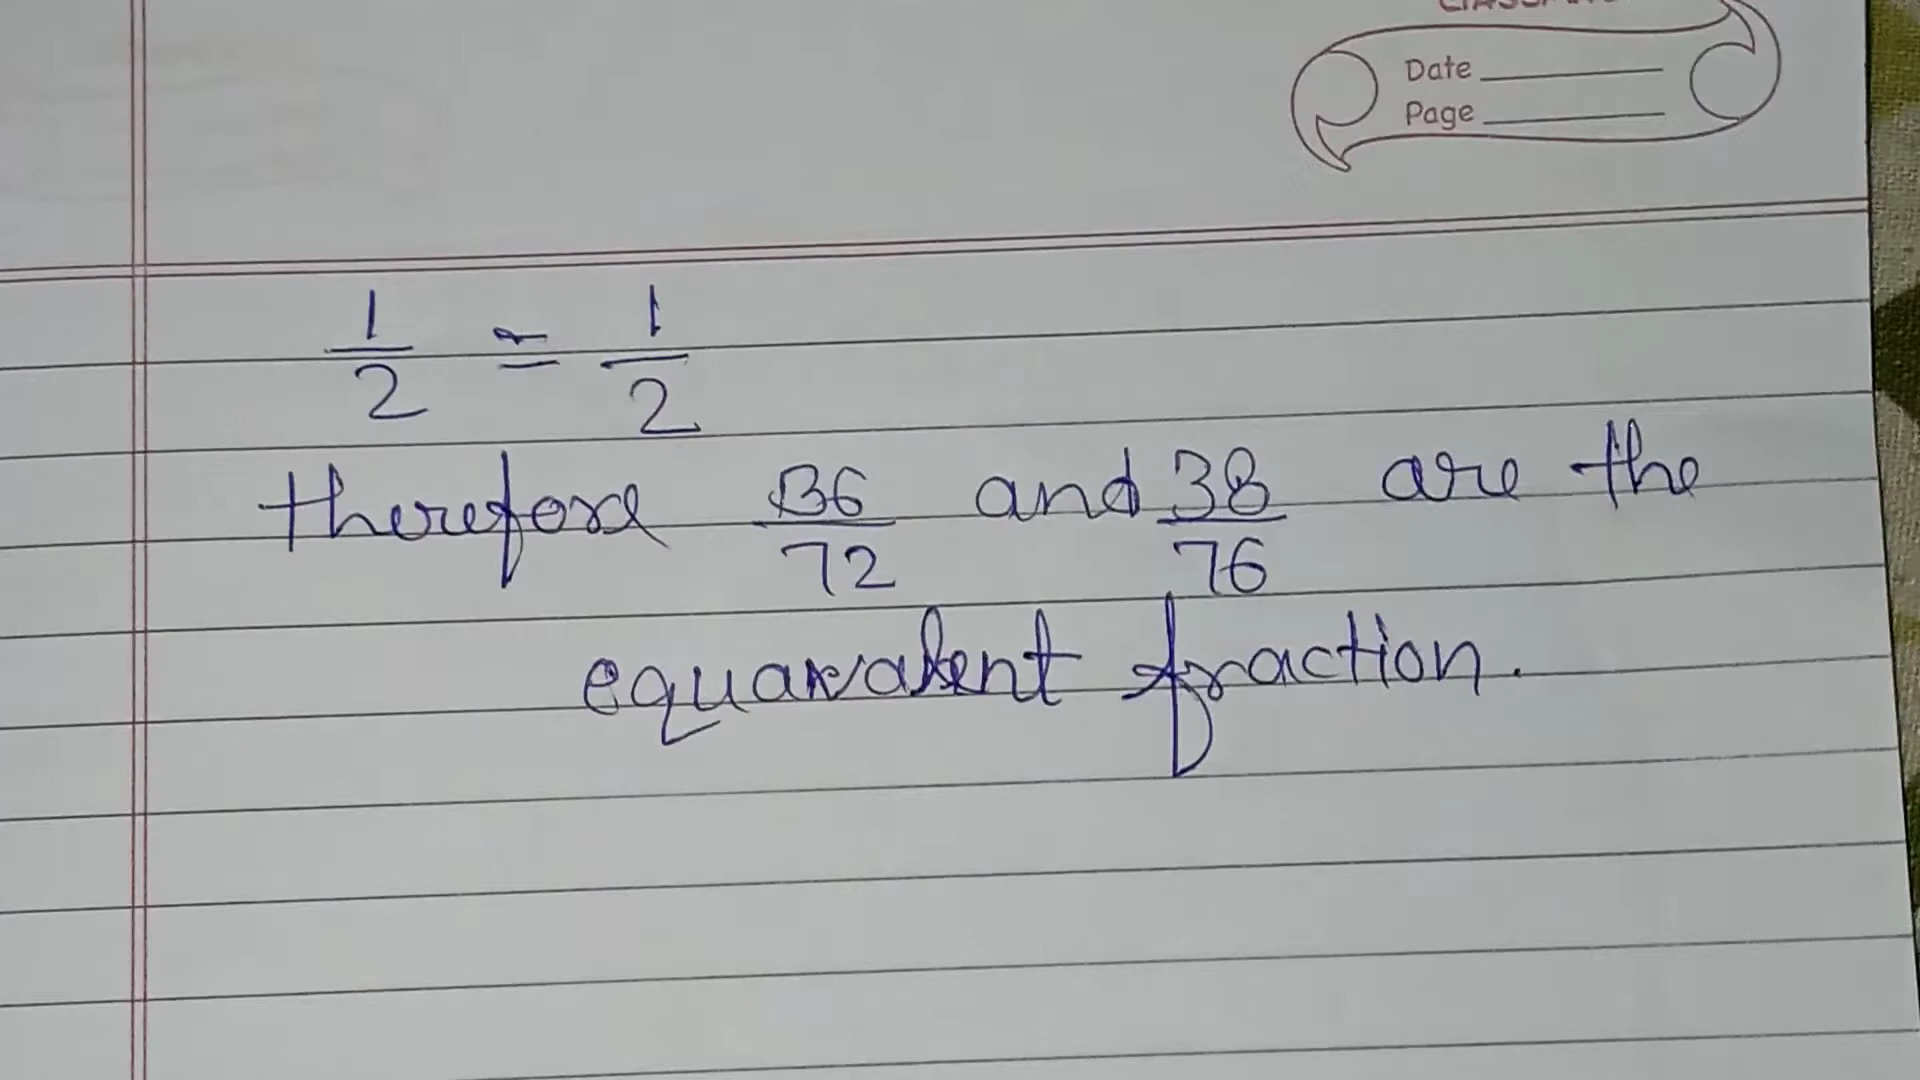 Date
Page
1/2 = 1/2
therefore 36/72 and 38/76 are the
equavalent fraction.